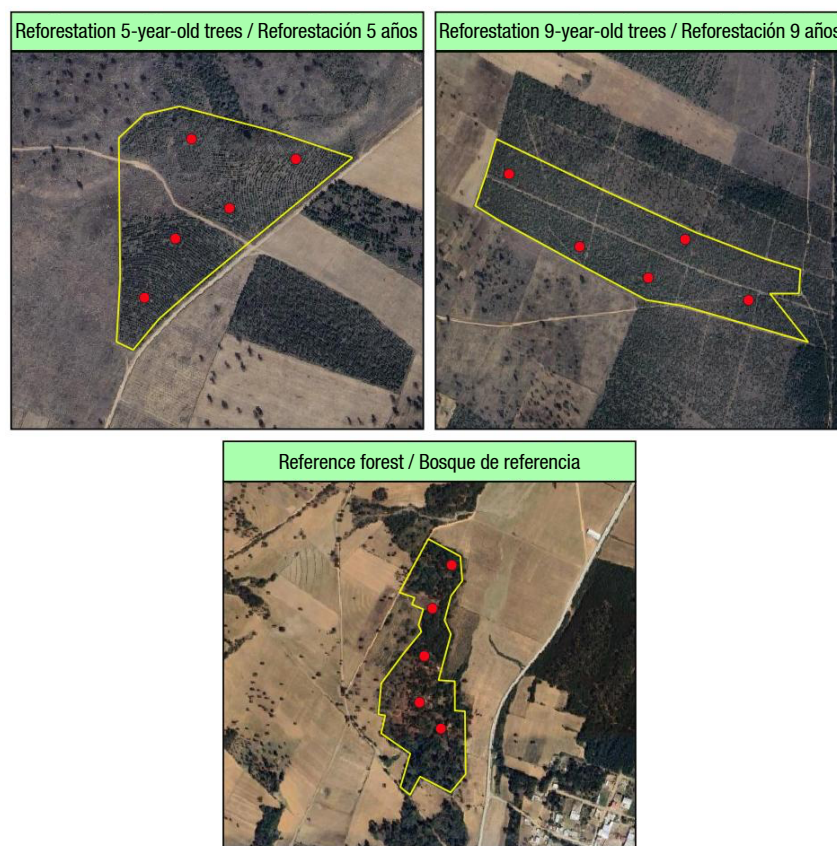 Reforestation 5-year-old trees / Reforestación 5 años
Reforestation 9-year-old trees / Reforestación 9 años
Reference forest / Bosque de referencia